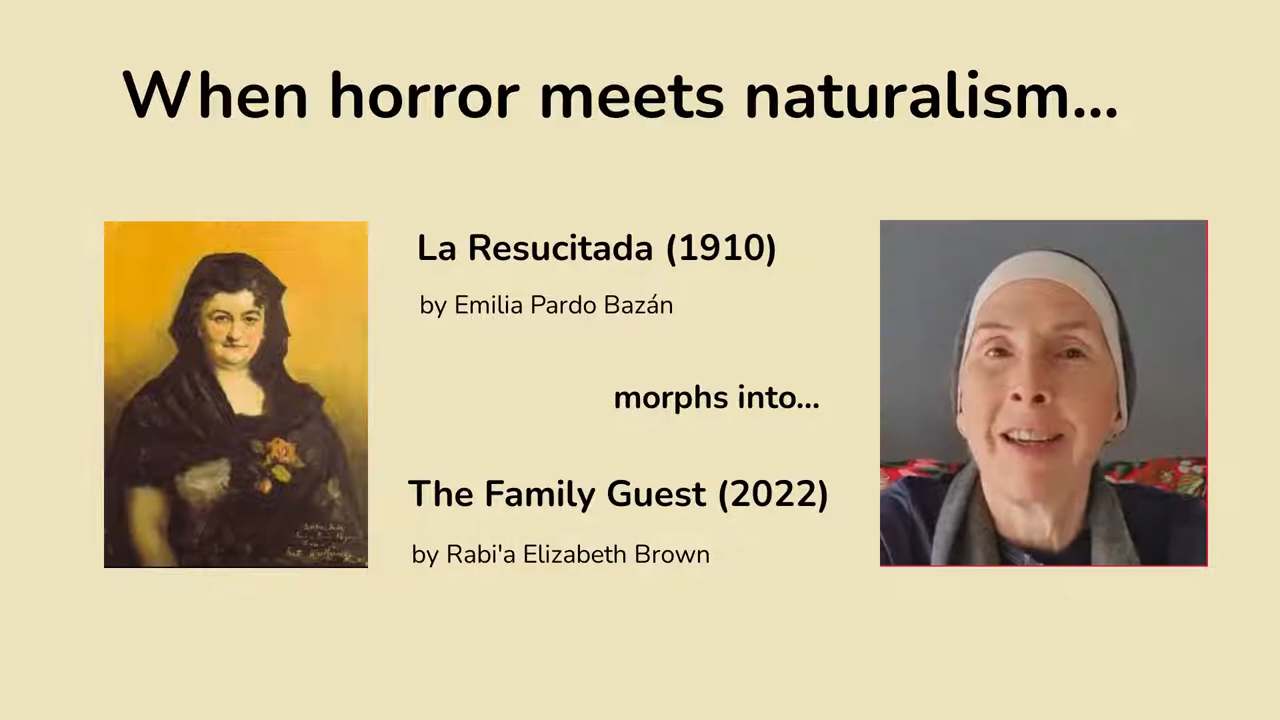 When horror meets naturalism...
La Resucitada (1910)
by Emilia Pardo Bazán
morphs into...
The Family Guest (2022)
by Rabi'a Elizabeth Brown